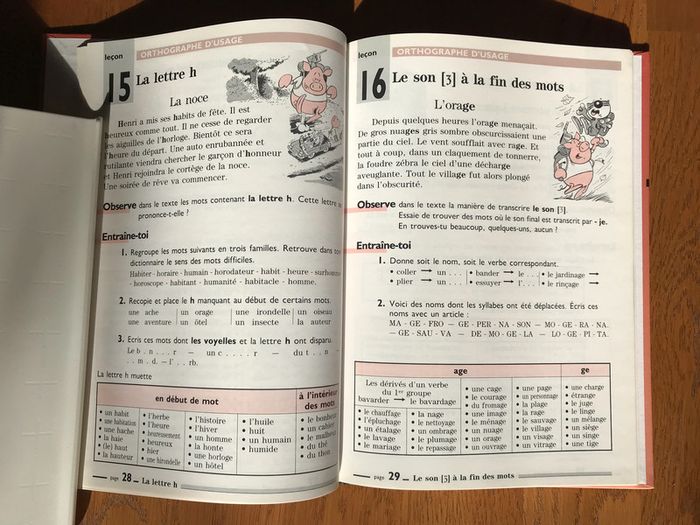 leçon
ORTHOGRAPHE D'USAGE
15 La lettre h
La noce
Henri a mis ses habits de fête. Il est
heureux comme tout. Il ne cesse de regarder
les aiguilles de l'horloge. Bientôt ce sera
l'heure du départ. Une auto enrubannée et
rutilante viendra chercher le garçon d'honneur
et Henri rejoindra le cortège de la noce.
Une soirée de rêve va commencer.
Observe dans le texte les mots contenant la lettre h. Cette lettre se
prononce-t-elle ?
Entraîne-toi
1. Regroupe les mots suivants en trois familles. Retrouve dans ton
dictionnaire le sens des mots difficiles.
Habiter - horaire - humain - horodateur - habit - heure - surhumain
- horoscope - habitant - humanité - habitacle - homme.
2. Recopie et place le h manquant au début de certains mots.
une ache | un orage | une irondelle | un oiseau
une aventure | un ôtel | un insecte | la auteur
3. Ecris ces mots dont les voyelles et la lettre h ont disparu.
Le b . n . . . r — un c . . . . r — du t . . n -
. . m . d. – l' . . rb.
La lettre h muette
en début de mot
à l'intérieur
des mots
• un habit
• une habitation
• une hache
• la haie
• (le) haut
• la hauteur
• l'herbe
• l'heure
• heureusement
• heureux
• hier
• une hirondelle
• l'histoire
• l'hiver
• un homme
• la honte
• une horloge
• un hôtel
• l'huile
• huit
• un humain
• humide
• le bonheur
• un cahier
• le malheur
• du thé
• du thon
page 28 – La lettre h
leçon
ORTHOGRAPHE D'USAGE
16 Le son [ʒ] à la fin des mots
L'orage
Depuis quelques heures l'orage menaçait.
De gros nuages gris sombre obscurcissaient une
partie du ciel. Le vent soufflait avec rage. Et
tout à coup, dans un claquement de tonnerre,
la foudre zébra le ciel d'une décharge
aveuglante. Tout le village fut alors plongé
dans l'obscurité.
Observe dans le texte la manière de transcrire le son [ʒ].
Essaie de trouver des mots où le son final est transcrit par - je.
En trouves-tu beaucoup, quelques-uns, aucun ?
Entraîne-toi
1. Donne soit le nom, soit le verbe correspondant.
• coller → un . . . | • bander → le . . . | • le jardinage →
• plier → un . . . | • essuyer → l'. . . | • le rinçage →
2. Voici des noms dont les syllabes ont été déplacées. Écris ces
noms avec un article :
MA - GE - FRO — GE - PER - NA - SON — MO - GE - RA - NA.
— GE - SAU - VA — DE - MO - GE - LA — LO - GE - PI - TA.
age
ge
Les dérivés d'un verbe
du 1er groupe
bavarder → le bavardage
• le chauffage
• l'épluchage
• un étalage
• le lavage
• le mariage
• la nage
• le nettoyage
• un ombrage
• le plumage
• le repassage
• une cage
• le courage
• du fromage
• une image
• le ménage
• un nuage
• un orage
• un ouvrage
• une page
• un personnage
• la plage
• la rage
• le sauvage
• le village
• un visage
• un virage
• une charge
• étrange
• le juge
• le linge
• un mélange
• un siège
• un singe
• une tige
page 29 – Le son [ʒ] à la fin des mots